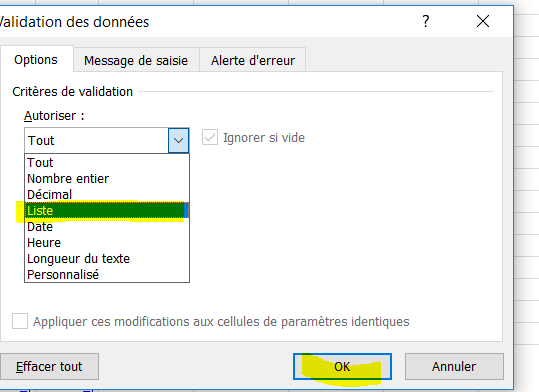 Validation des données
Options Message de saisie Alerte d'erreur
Critères de validation
Autoriser :
Tout
Ignorer si vide
Tout
Nombre entier
Décimal
Liste
Date
Heure
Longueur du texte
Personnalisé
Appliquer ces modifications aux cellules de paramètres identiques
Effacer tout OK Annuler